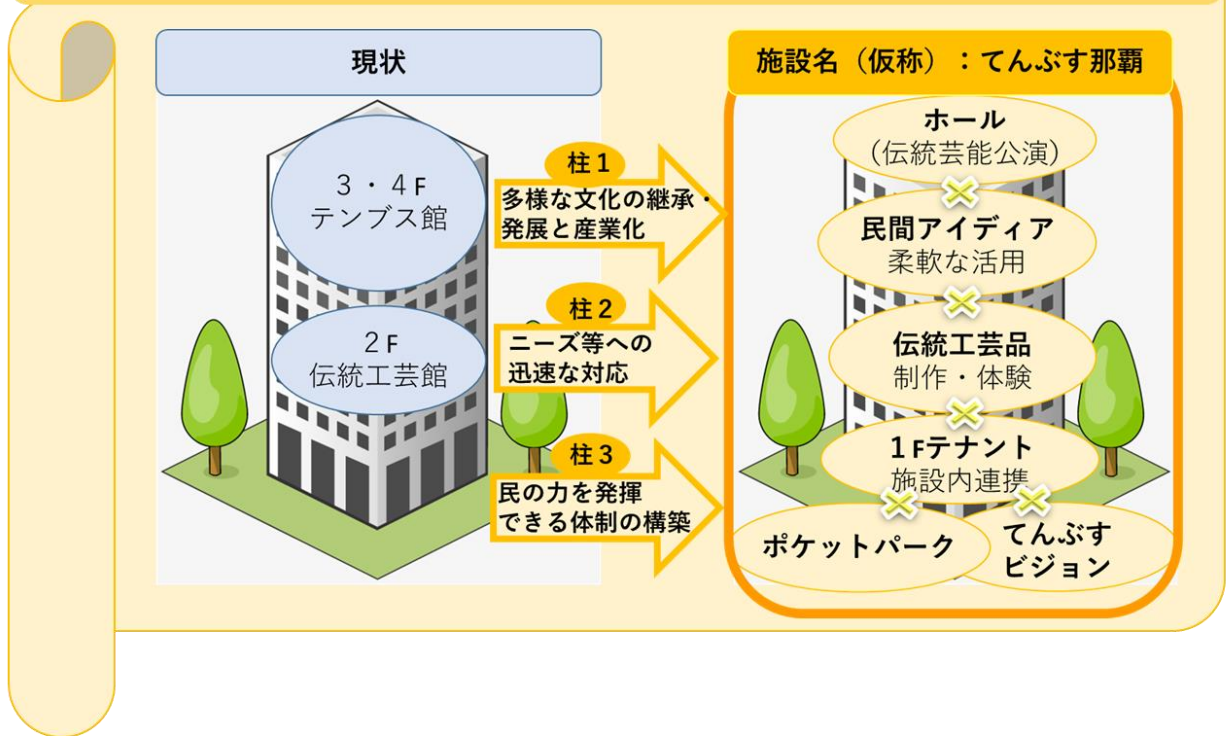 現状
3・4F
テンブス館
2F
伝統工芸館
柱1
多様な文化の継承・
発展と産業化
柱2
ニーズ等への
迅速な対応
柱3
民の力を発揮
できる体制の構築
施設名（仮称）：てんぶす那覇
ホール
（伝統芸能公演）
民間アイディア
柔軟な活用
伝統工芸品
制作・体験
1Fテナント
施設内連携
ポケットパーク
てんぶす
ビジョン